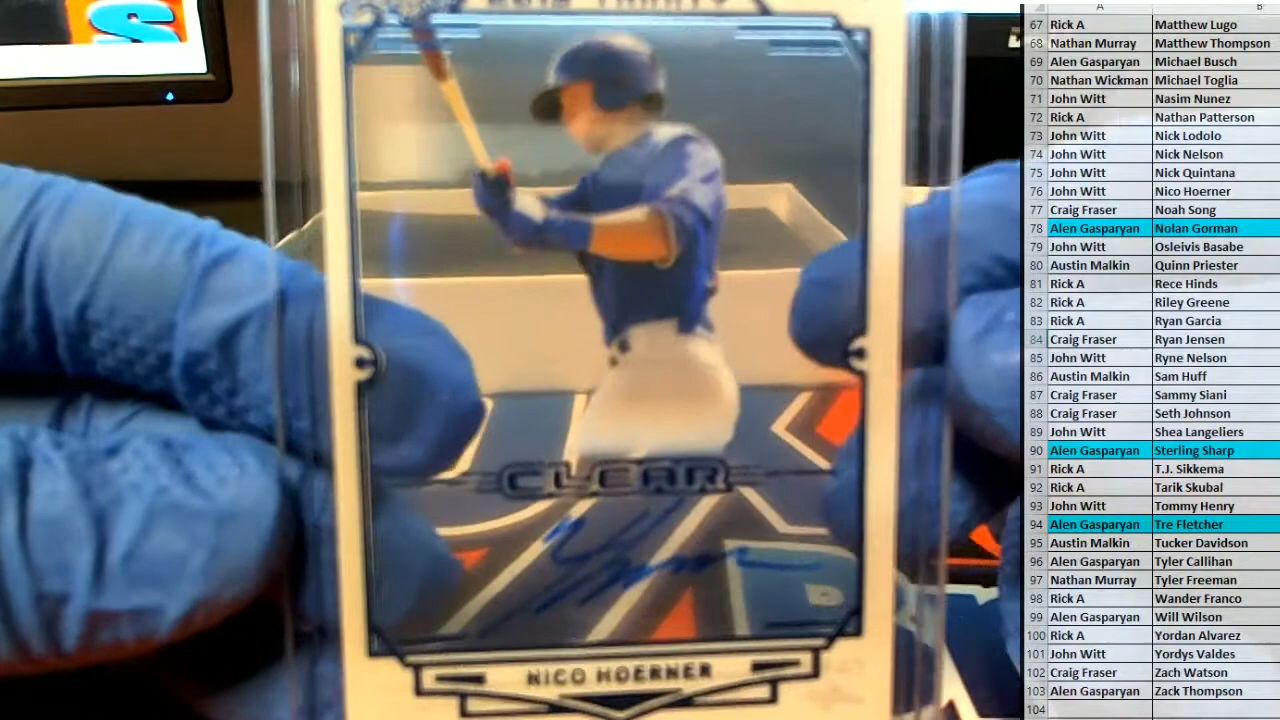 S
CLEAR
NICO HOERNER
A B
67 Rick A Matthew Lugo
68 Nathan Murray Matthew Thompson
69 Alen Gasparyan Michael Busch
70 Nathan Wickman Michael Toglia
71 John Witt Nasim Nunez
72 Rick A Nathan Patterson
73 John Witt Nick Lodolo
74 John Witt Nick Nelson
75 John Witt Nick Quintana
76 John Witt Nico Hoerner
77 Craig Fraser Noah Song
78 Alen Gasparyan Nolan Gorman
79 John Witt Osleivis Basabe
80 Austin Malkin Quinn Priester
81 Rick A Rece Hinds
82 Rick A Riley Greene
83 Rick A Ryan Garcia
84 Craig Fraser Ryan Jensen
85 John Witt Ryne Nelson
86 Austin Malkin Sam Huff
87 Craig Fraser Sammy Siani
88 Craig Fraser Seth Johnson
89 John Witt Shea Langeliers
90 Alen Gasparyan Sterling Sharp
91 Rick A T.J. Sikkema
92 Rick A Tarik Skubal
93 John Witt Tommy Henry
94 Alen Gasparyan Tre Fletcher
95 Austin Malkin Tucker Davidson
96 Alen Gasparyan Tyler Callihan
97 Nathan Murray Tyler Freeman
98 Rick A Wander Franco
99 Alen Gasparyan Will Wilson
100 Rick A Yordan Alvarez
101 John Witt Yordys Valdes
102 Craig Fraser Zach Watson
103 Alen Gasparyan Zack Thompson
104